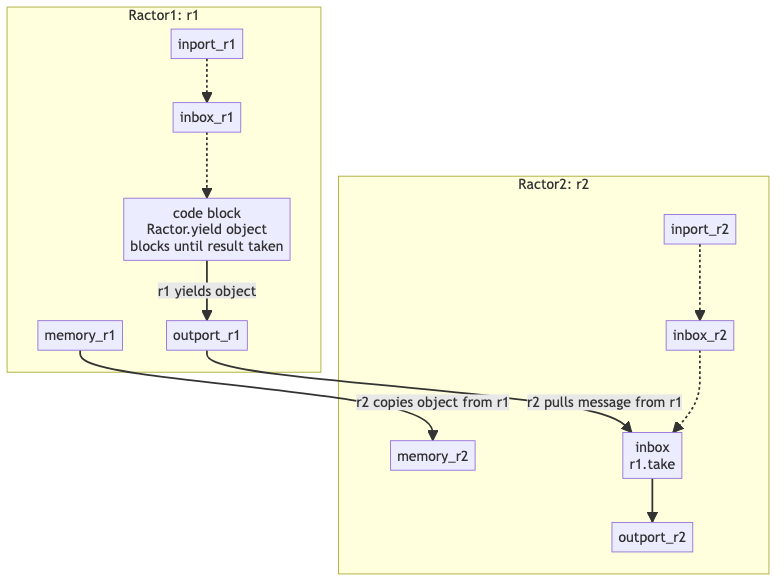 Ractor1: r1
inport_r1
inbox_r1
code block
Ractor.yield object
blocks until result taken
r1 yields object
memory_r1
outport_r1
Ractor2: r2
inport_r2
inbox_r2
r2 copies object from r1
r2 pulls message from r1
memory_r2
inbox
r1.take
outport_r2